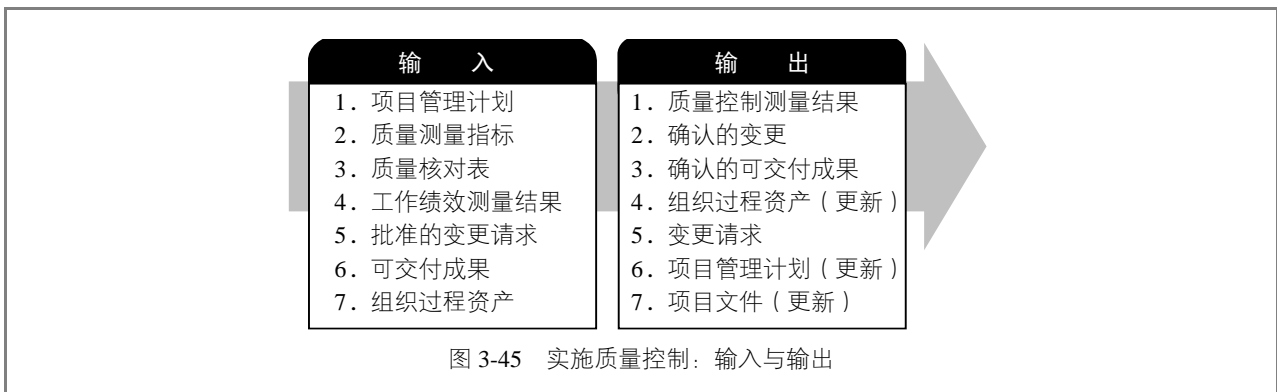 输 入
1. 项目管理计划
2. 质量测量指标
3. 质量核对表
4. 工作绩效测量结果
5. 批准的变更请求
6. 可交付成果
7. 组织过程资产
输 出
1. 质量控制测量结果
2. 确认的变更
3. 确认的可交付成果
4. 组织过程资产（更新）
5. 变更请求
6. 项目管理计划（更新）
7. 项目文件（更新）
图 3-45 实施质量控制：输入与输出